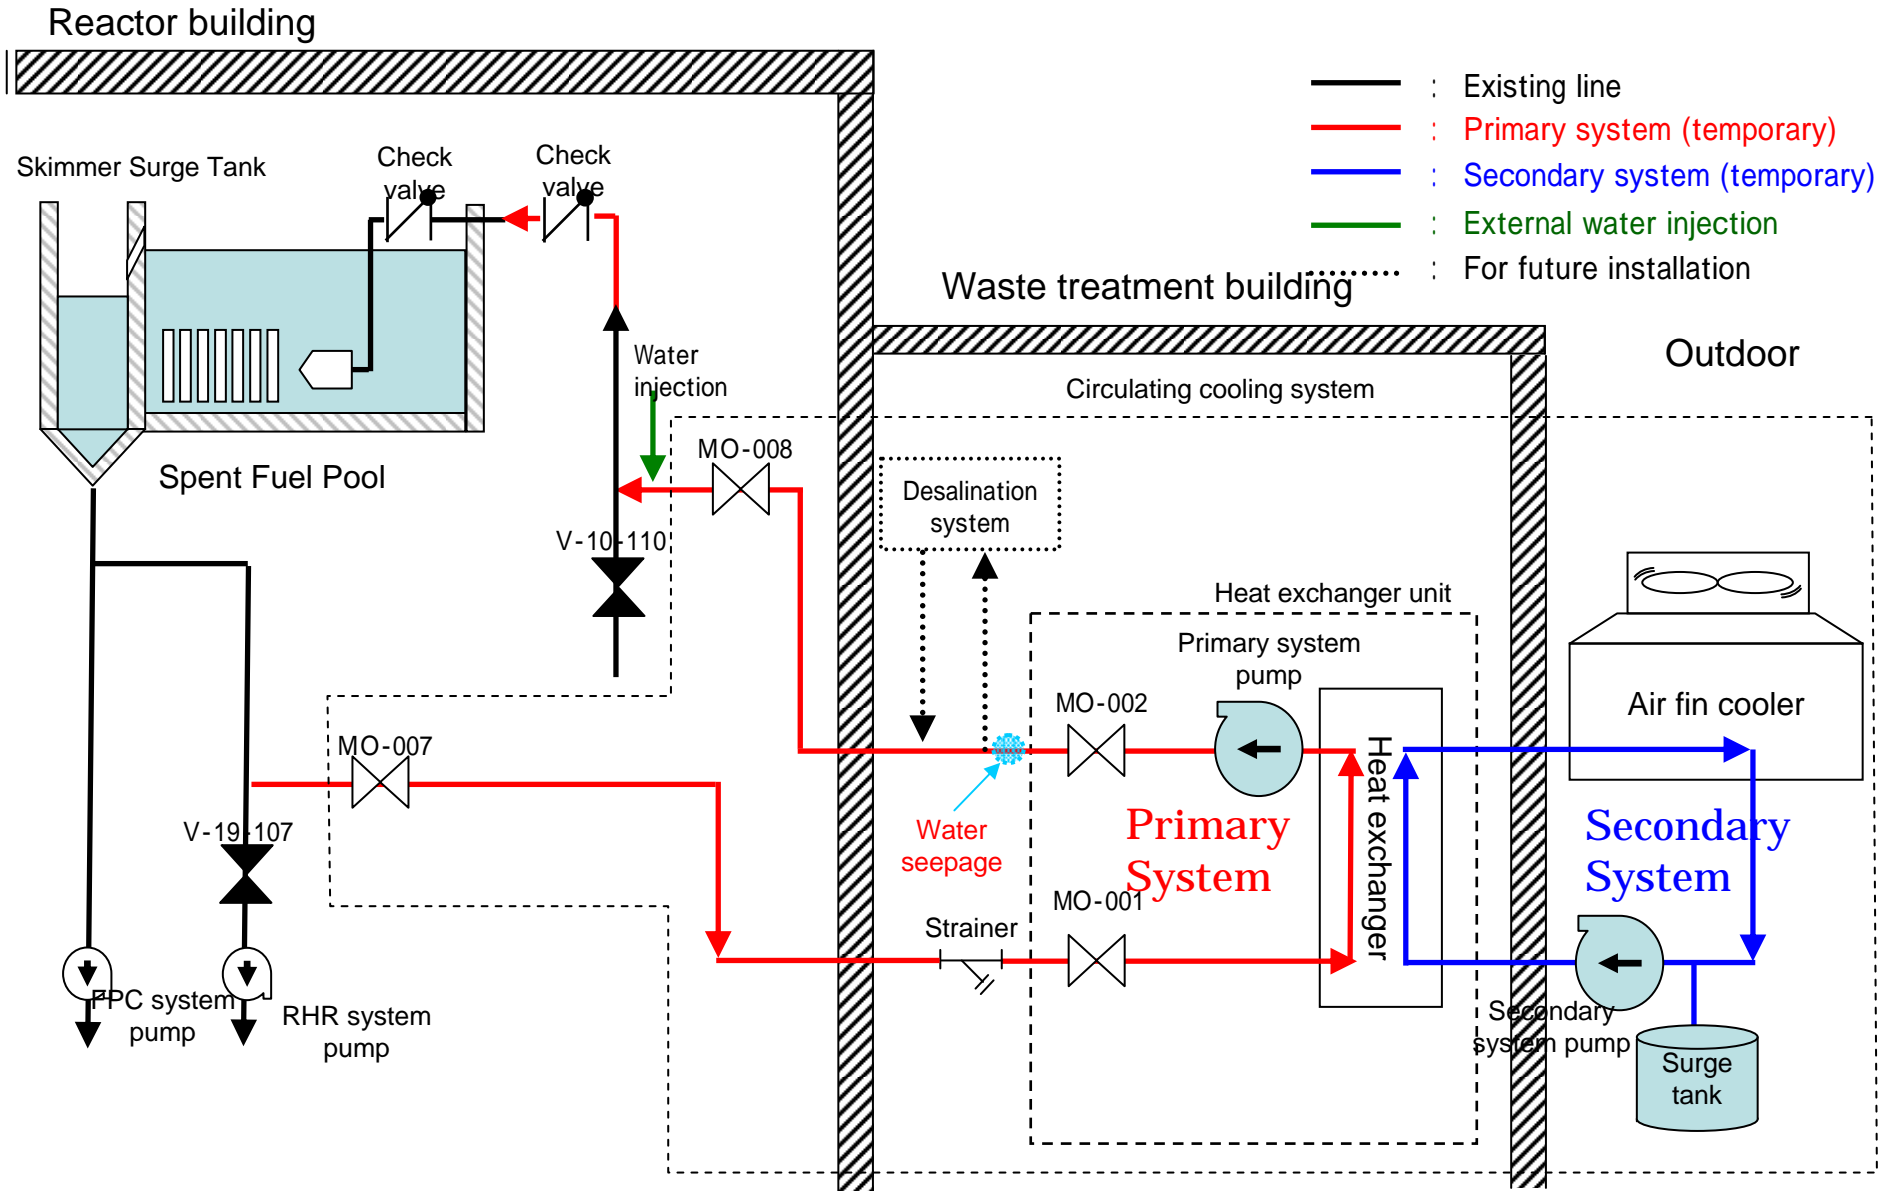 Reactor building
: Existing line
: Primary system (temporary)
: Secondary system (temporary)
: External water injection
: For future installation
Skimmer Surge Tank
Check
valve
Check
valve
Waste treatment building
Outdoor
Water
injection
Circulating cooling system
MO-008
Spent Fuel Pool
Desalination
system
V-10-110
Heat exchanger unit
Primary system
pump
MO-002
Air fin cooler
MO-007
Heat exchanger
V-19-107
Water
seepage
Primary
System
Secondary
System
MO-001
Strainer
FPC system
pump
RHR system
pump
Secondary
system pump
Surge
tank